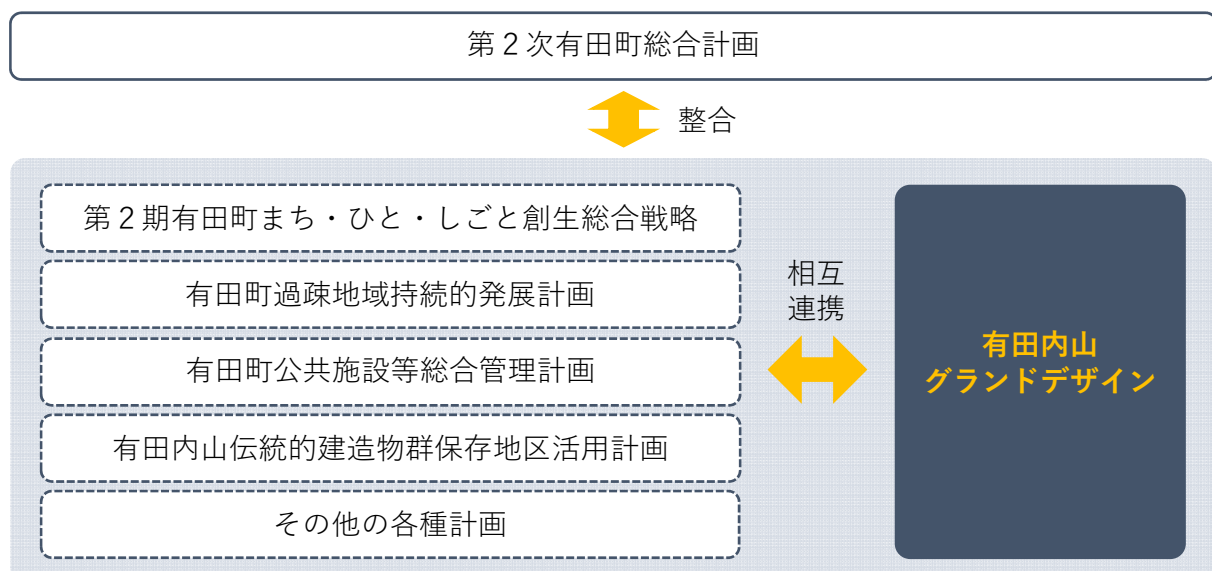 第２次有田町総合計画
整合
第２期有田町まち・ひと・しごと創生総合戦略
有田町過疎地域持続的発展計画
有田町公共施設等総合管理計画
有田内山伝統的建造物群保存地区活用計画
その他の各種計画
相互
連携
有田内山
グランドデザイン